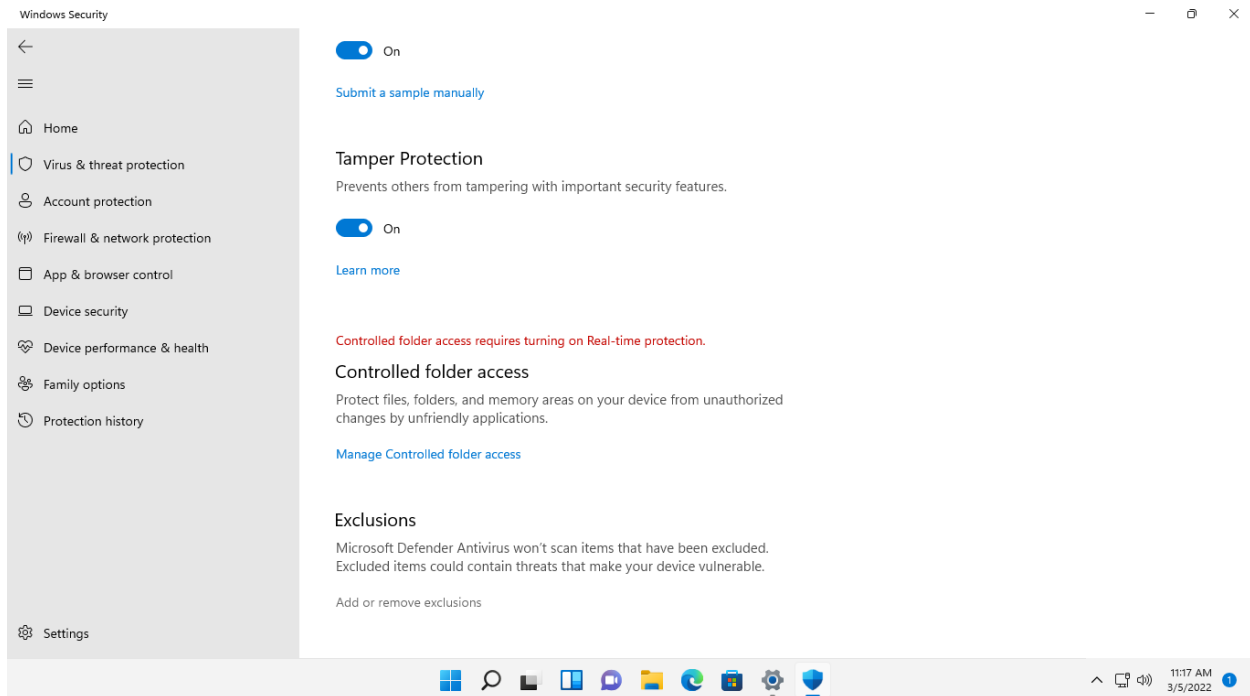 Windows Security
Home
Virus & threat protection
Account protection
Firewall & network protection
App & browser control
Device security
Device performance & health
Family options
Protection history
Settings
On
Submit a sample manually
Tamper Protection
Prevents others from tampering with important security features.
On
Learn more
Controlled folder access requires turning on Real-time protection.
Controlled folder access
Protect files, folders, and memory areas on your device from unauthorized
changes by unfriendly applications.
Manage Controlled folder access
Exclusions
Microsoft Defender Antivirus won't scan items that have been excluded.
Excluded items could contain threats that make your device vulnerable.
Add or remove exclusions
11:17 AM
3/5/2022
1